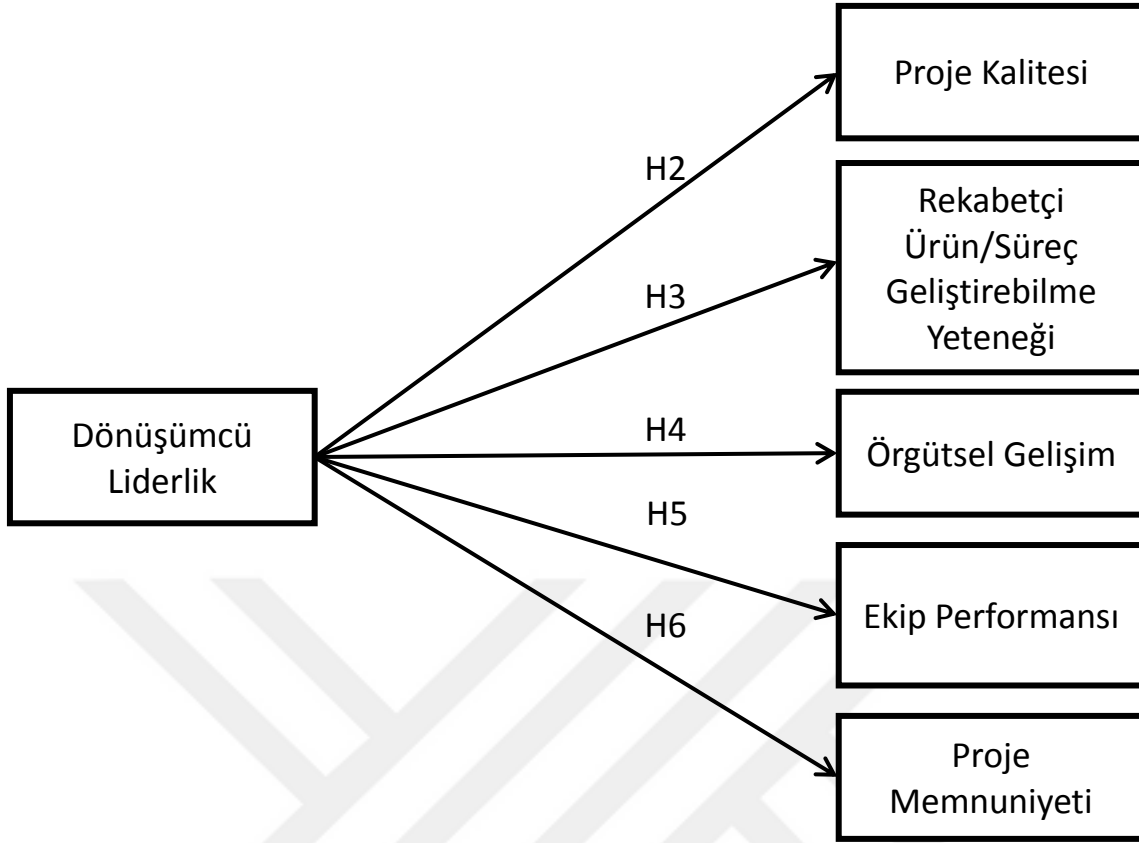 Proje Kalitesi
H2
Rekabetçi
Ürün/Süreç
Geliştirebilme
Yeteneği
H3
Dönüşümcü
Liderlik
H4
Örgütsel Gelişim
H5
Ekip Performansı
H6
Proje
Memnuniyeti